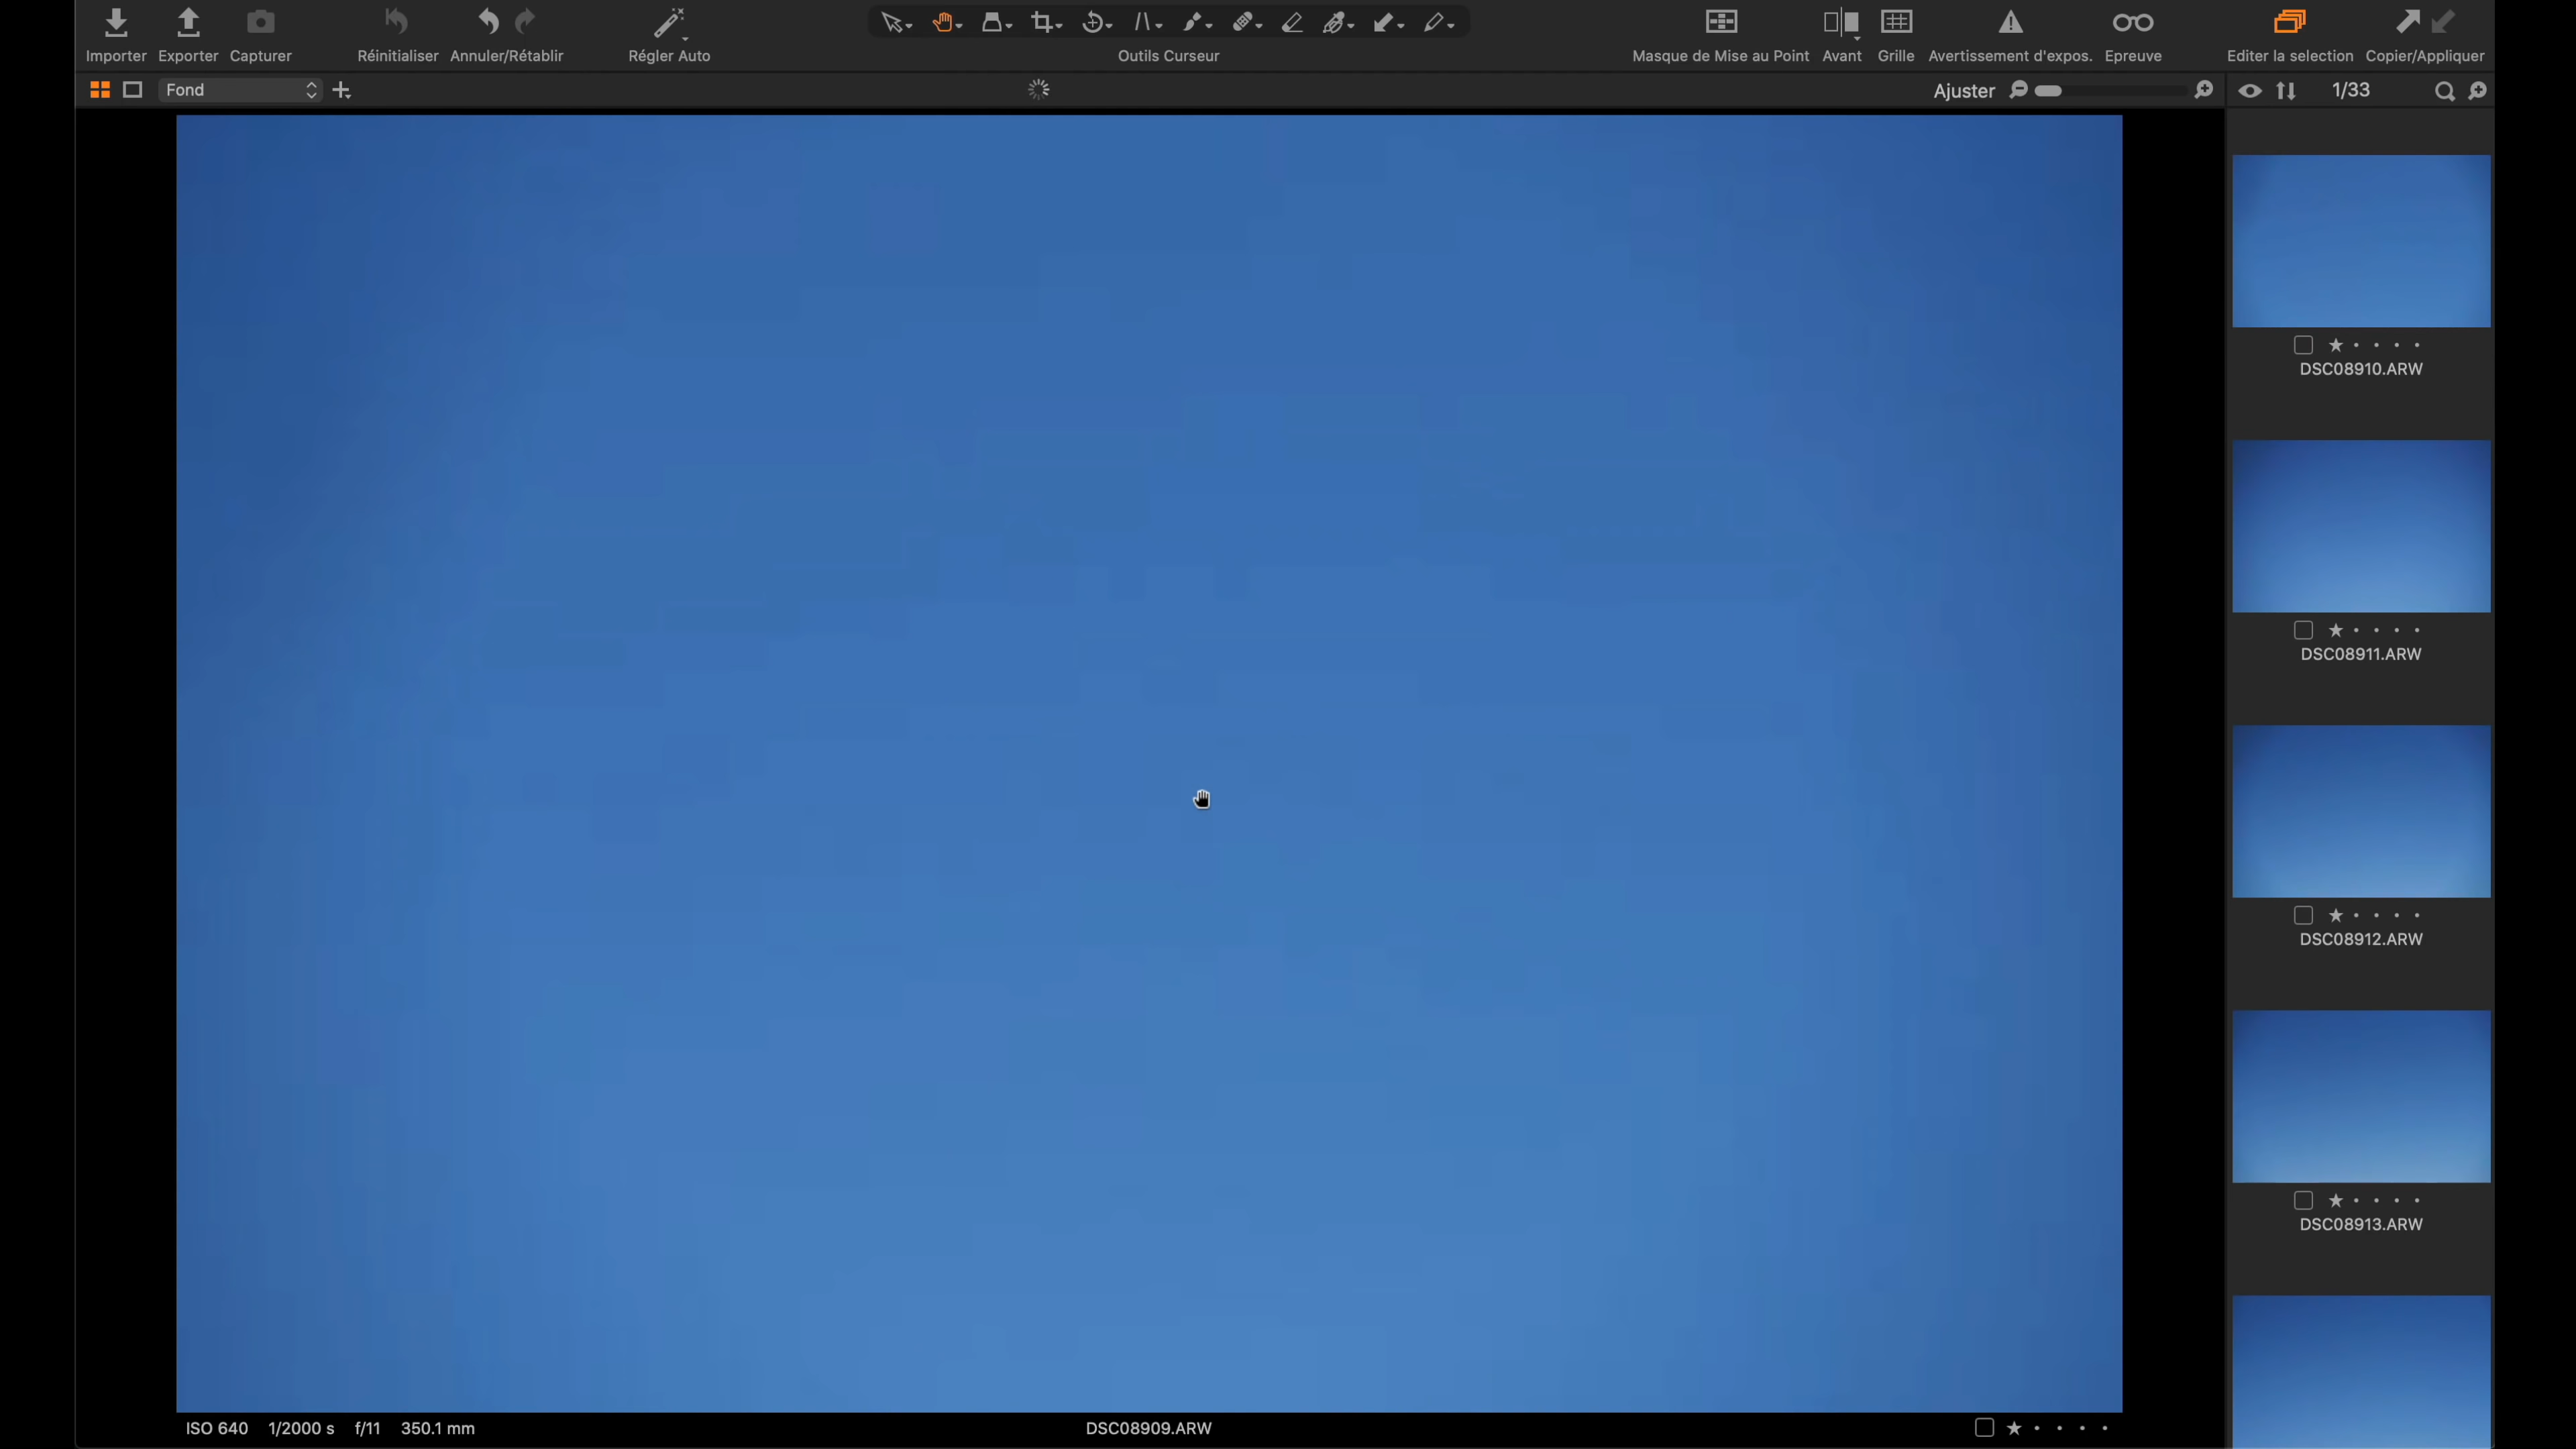 Importer Exporter Capturer Réinitialiser Annuler/Rétablir Régler Auto Outils Curseur Masque de Mise au Point Avant Grille Avertissement d'expos. Epreuve Editer la selection Copier/Appliquer
Fond Ajuster 1/33
DSC08910.ARW
DSC08911.ARW
DSC08912.ARW
DSC08913.ARW
ISO 640 1/2000 s f/11 350.1 mm DSC08909.ARW